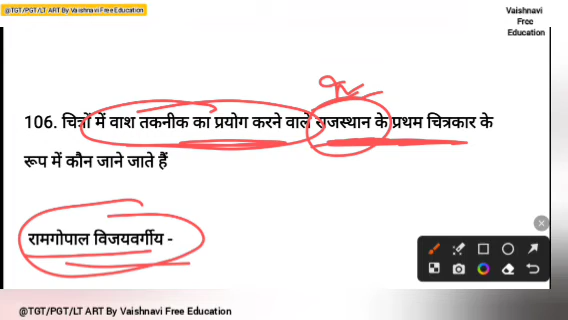 @TGT/PGT/LT ART By Vaishnavi Free Education
Vaishnavi
Free
Education
106. चित्रों में वाश तकनीक का प्रयोग करने वाले राजस्थान के प्रथम चित्रकार के
रूप में कौन जाने जाते हैं
रामगोपाल विजयवर्गीय -
@TGT/PGT/LT ART By Vaishnavi Free Education